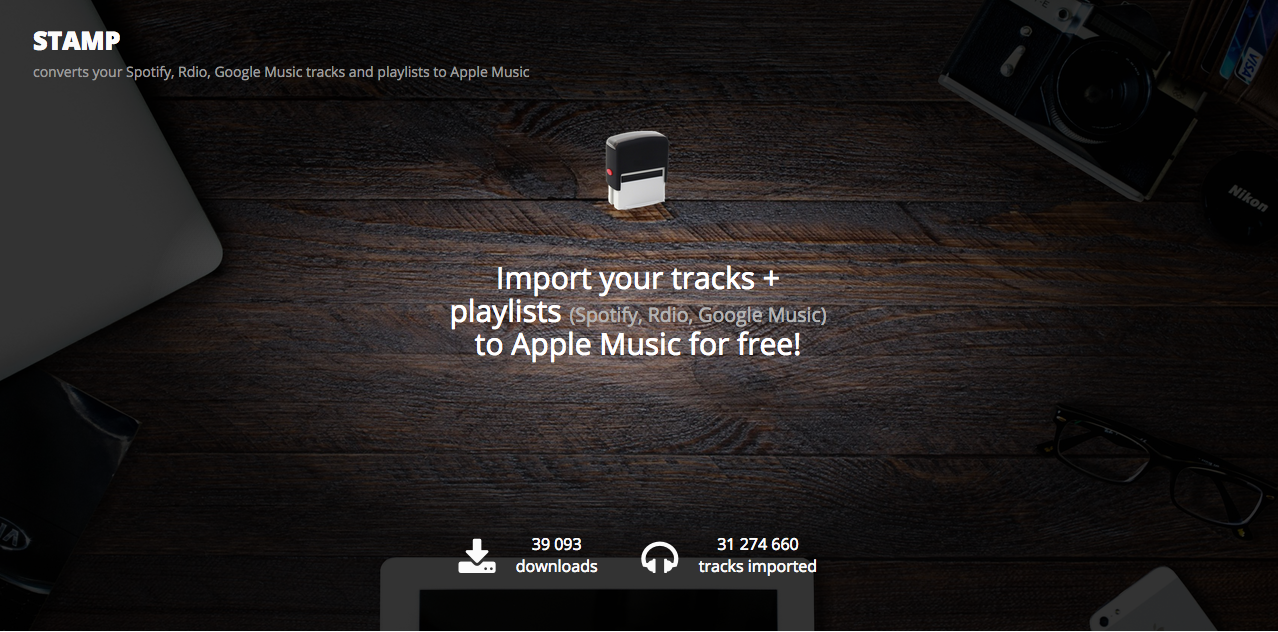 STAMP
converts your Spotify, Rdio, Google Music tracks and playlists to Apple Music
VISA
Nikon
Import your tracks +
playlists (Spotify, Rdio, Google Music)
to Apple Music for free!
39 093
downloads
31 274 660
tracks imported